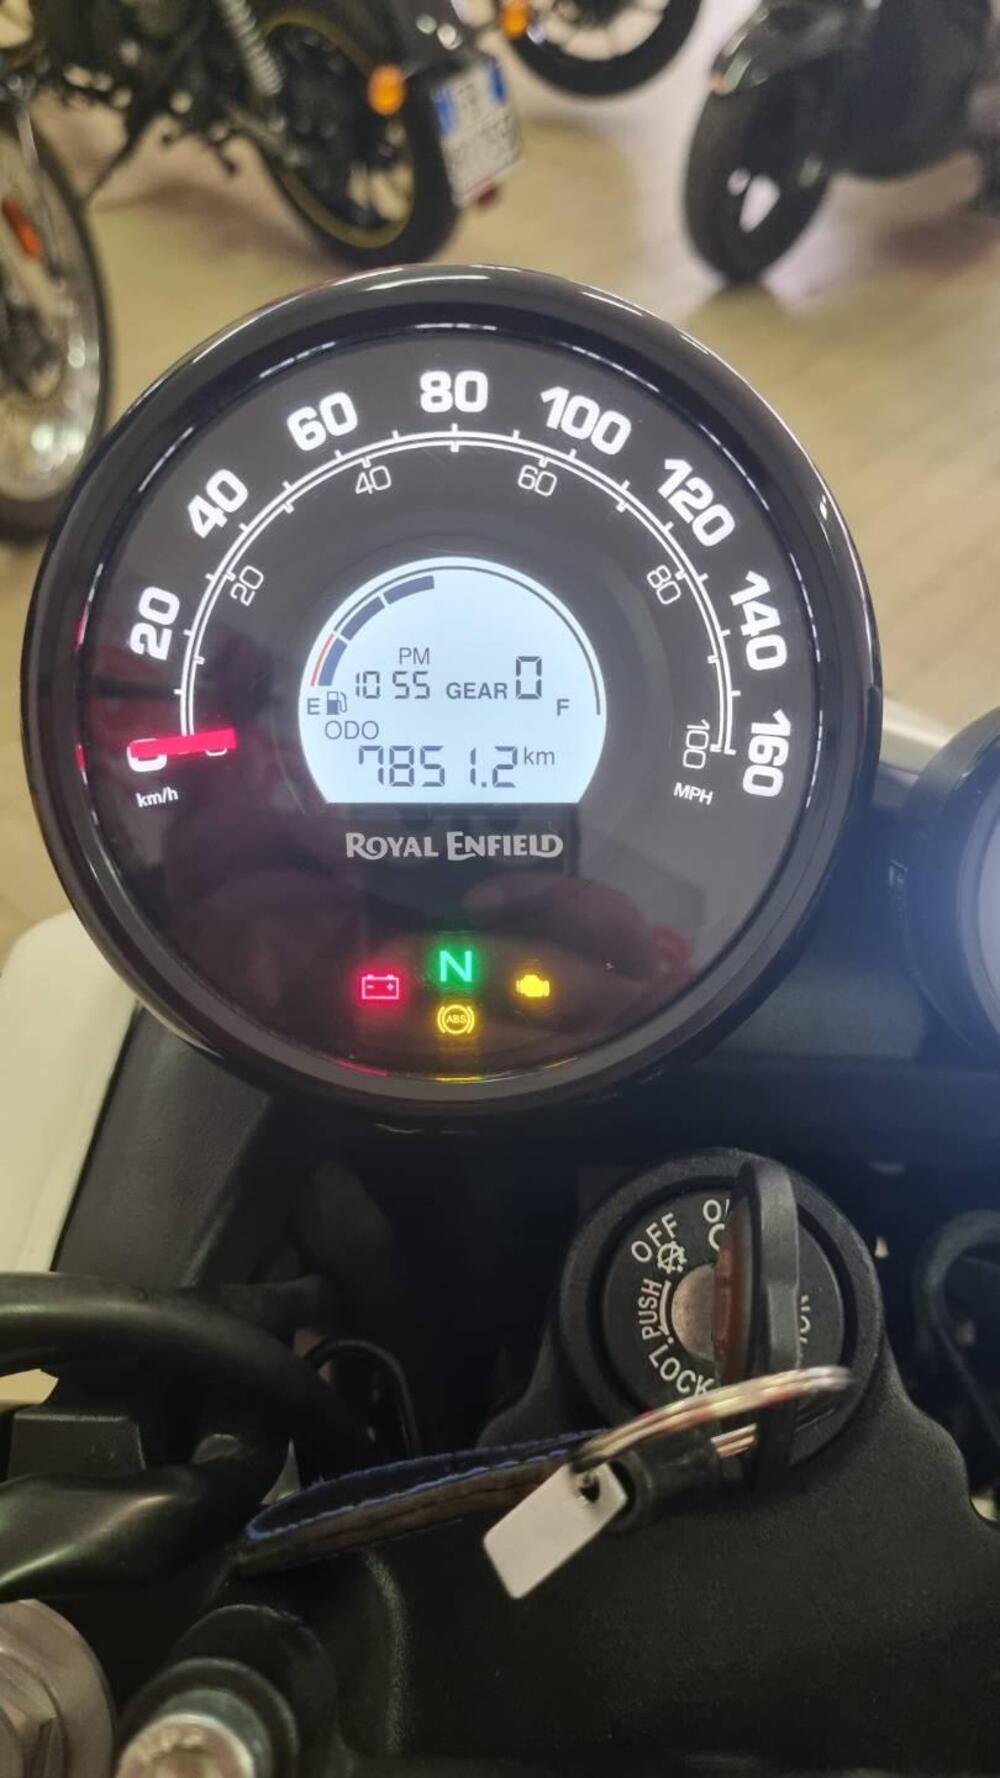 80
60
100
40
120
20
140
160
40
60
20
80
100
km/h
MPH
PM
10 55 GEAR 0
E F
ODO
7851.2 km
ROYAL ENFIELD
N
ABS
OFF
PUSH
LOCK